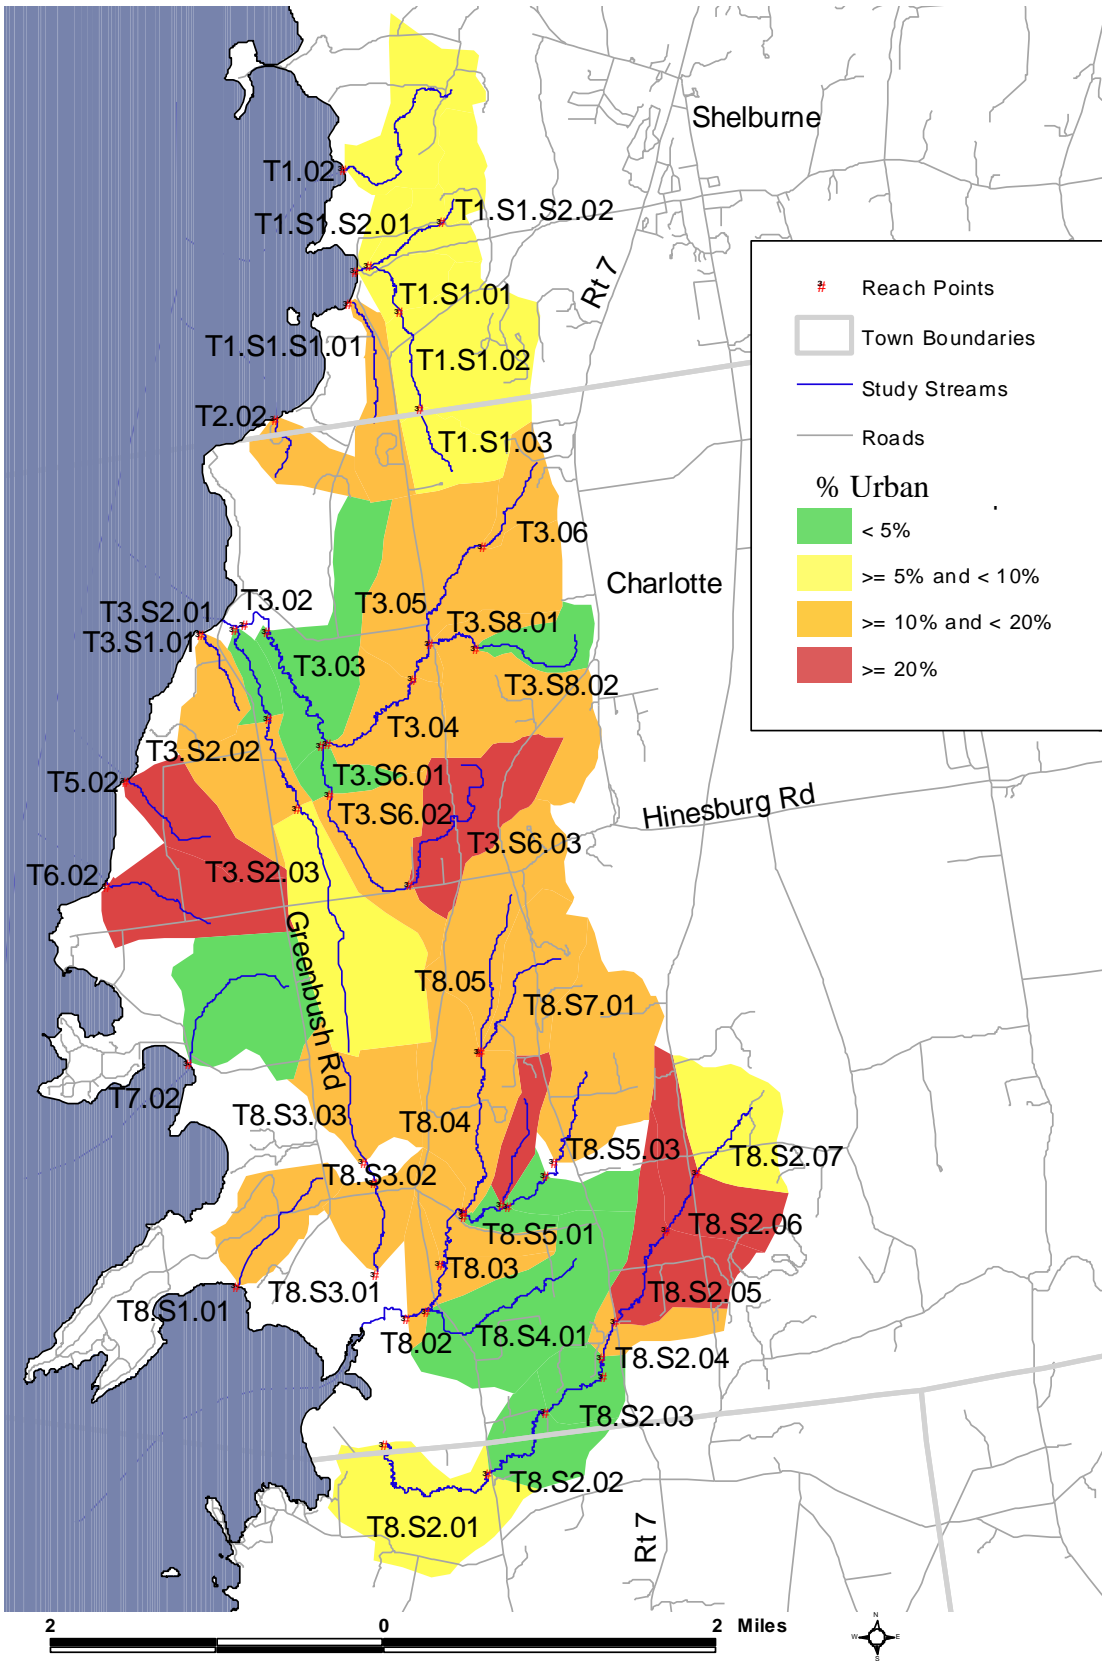 Shelburne
T1.02
T1.S1.S2.02
T1.S1.S2.01
Rt 7
T1.S1.01
Reach Points
T1.S1.S1.01
Town Boundaries
T1.S1.02
Study Streams
T2.02
Roads
T1.S1.03
% Urban
< 5%
T3.06
>= 5% and < 10%
Charlotte
T3.02
T3.05
T3.S2.01
T3.S8.01
>= 10% and < 20%
T3.S1.01
T3.03
>= 20%
T3.S8.02
T3.04
T3.S2.02
T5.02
T3.S6.01
Hinesburg Rd
T3.S6.02
T3.S6.03
T3.S2.03
T6.02
Greenbush Rd
T8.05
T8.S7.01
T7.02
T8.S3.03
T8.04
T8.S5.03
T8.S2.07
T8.S3.02
T8.S5.01
T8.S2.06
T8.03
T8.S3.01
T8.S2.05
T8.S1.01
T8.02
T8.S4.01
T8.S2.04
T8.S2.03
T8.S2.02
T8.S2.01
Rt 7
2 0 2 Miles
N
W E
S